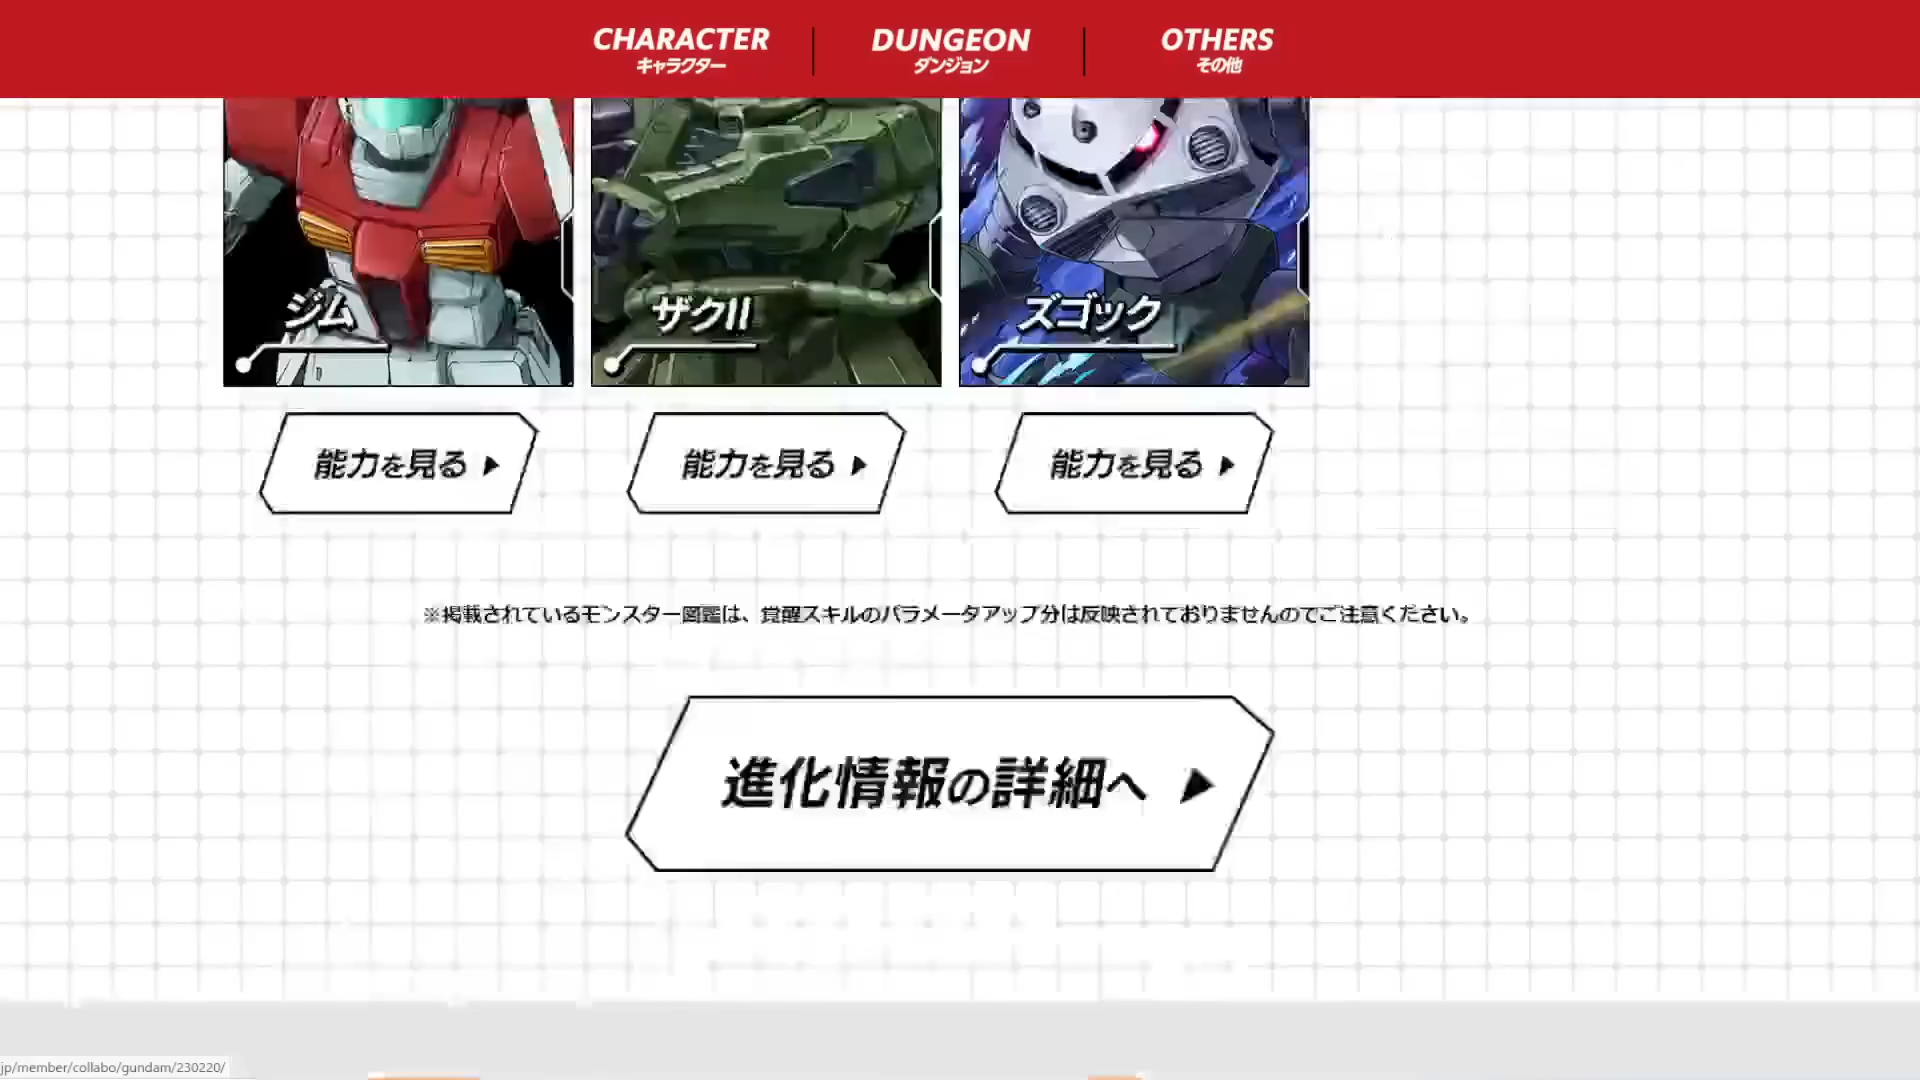 CHARACTER
キャラクター
DUNGEON
ダンジョン
OTHERS
その他
ジム
ザクII
ズゴック
能力を見る
能力を見る
能力を見る
※掲載されているモンスター図鑑は、覚醒スキルのパラメータアップ分は反映されておりませんのでご注意ください。
進化情報の詳細へ
jp/member/collabo/gundam/230220/